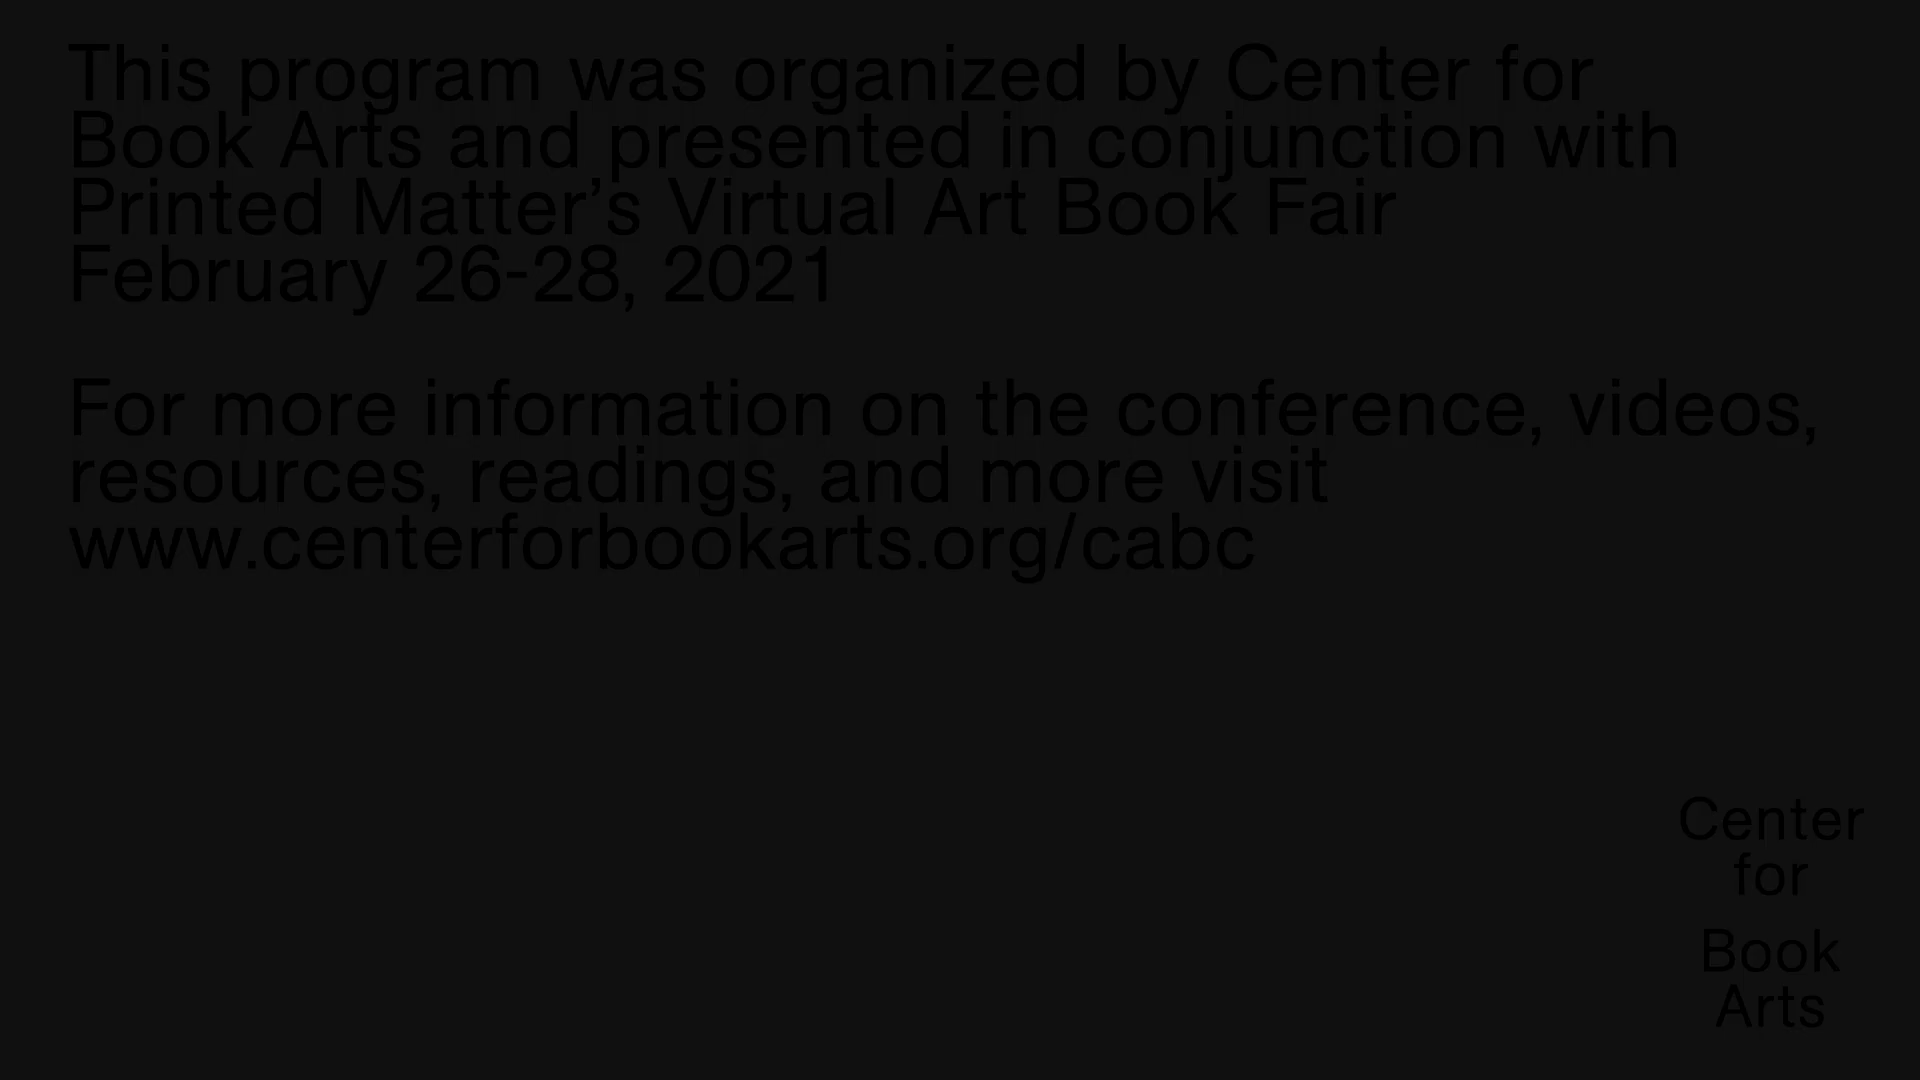 This program was organized by Center for
Book Arts and presented in conjunction with
Printed Matter’s Virtual Art Book Fair
February 26-28, 2021
For more information on the conference, videos,
resources, readings, and more visit
www.centerforbookarts.org/cabc
Center
for
Book
Arts